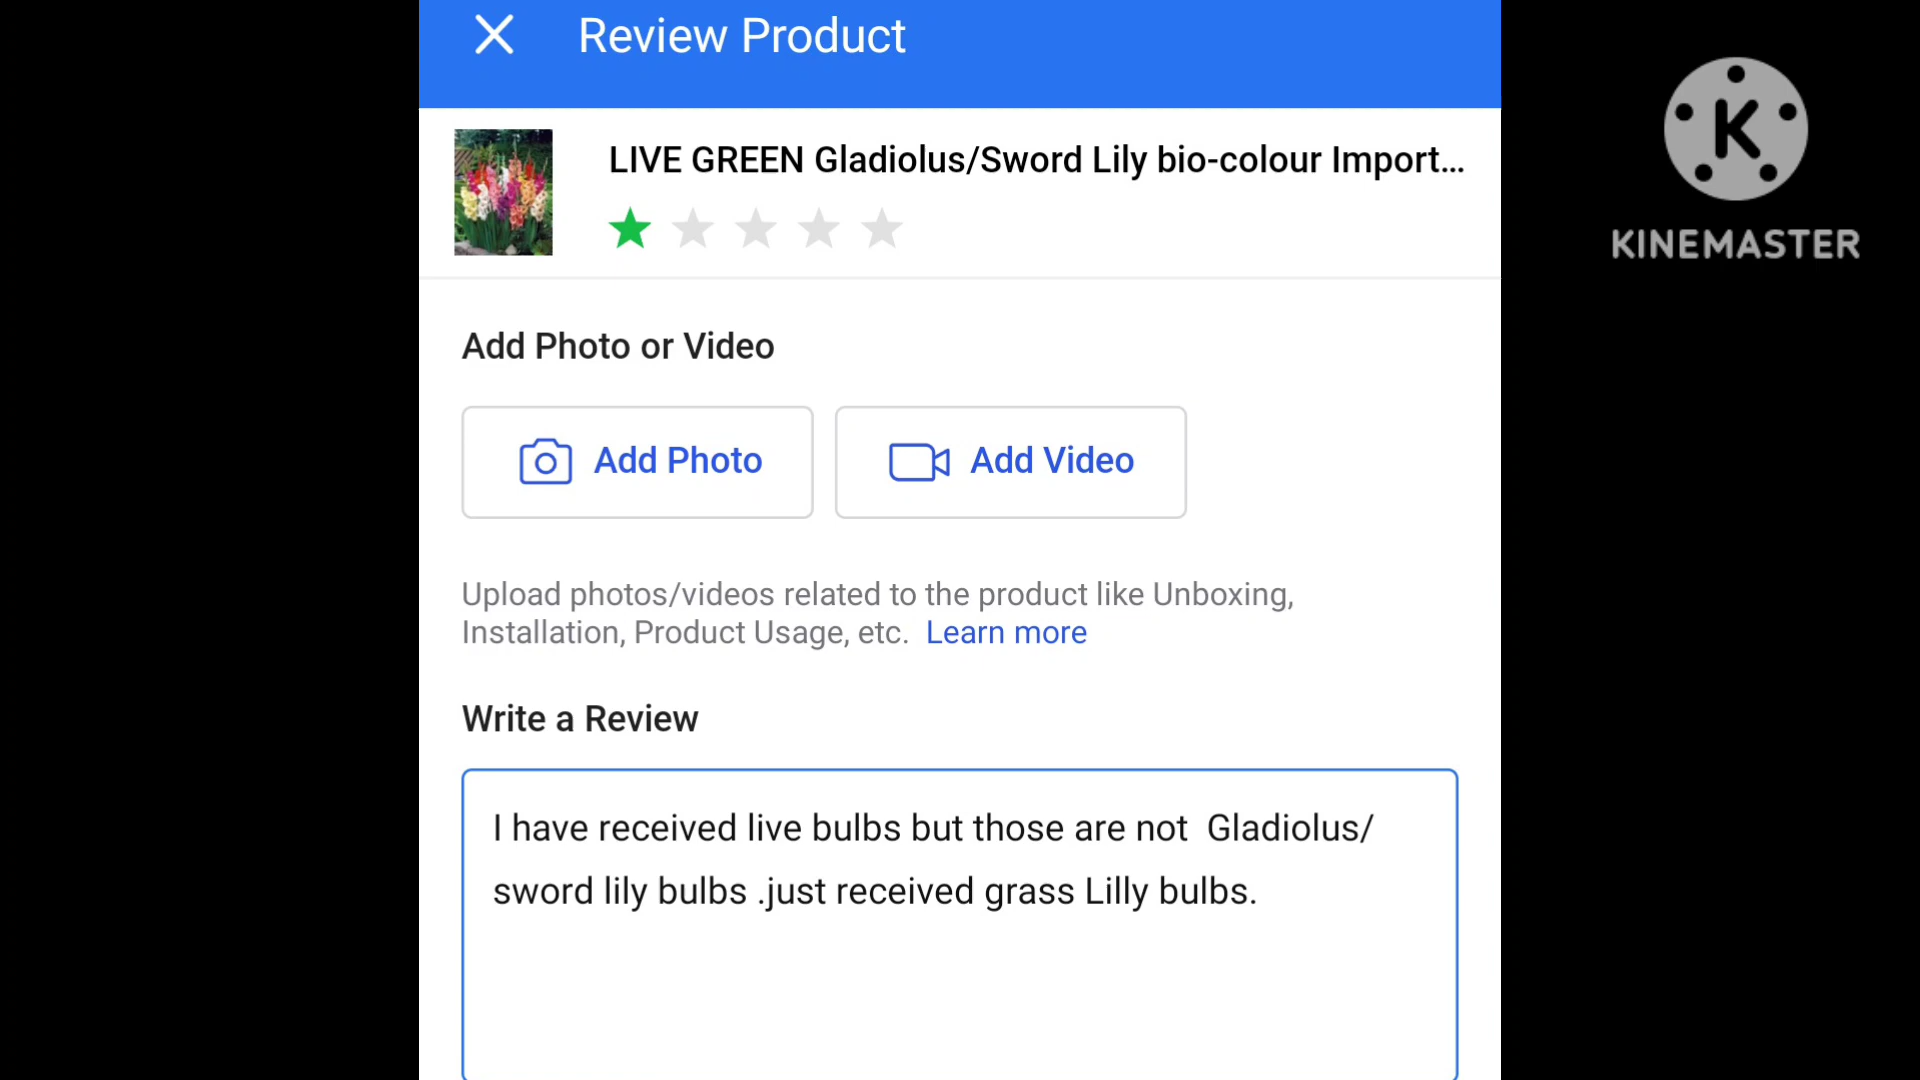 Review Product
LIVE GREEN Gladiolus/Sword Lily bio-colour Import...
K
KINEMASTER
Add Photo or Video
Add Photo
Add Video
Upload photos/videos related to the product like Unboxing,
Installation, Product Usage, etc. Learn more
Write a Review
I have received live bulbs but those are not  Gladiolus/
sword lily bulbs .just received grass Lilly bulbs.